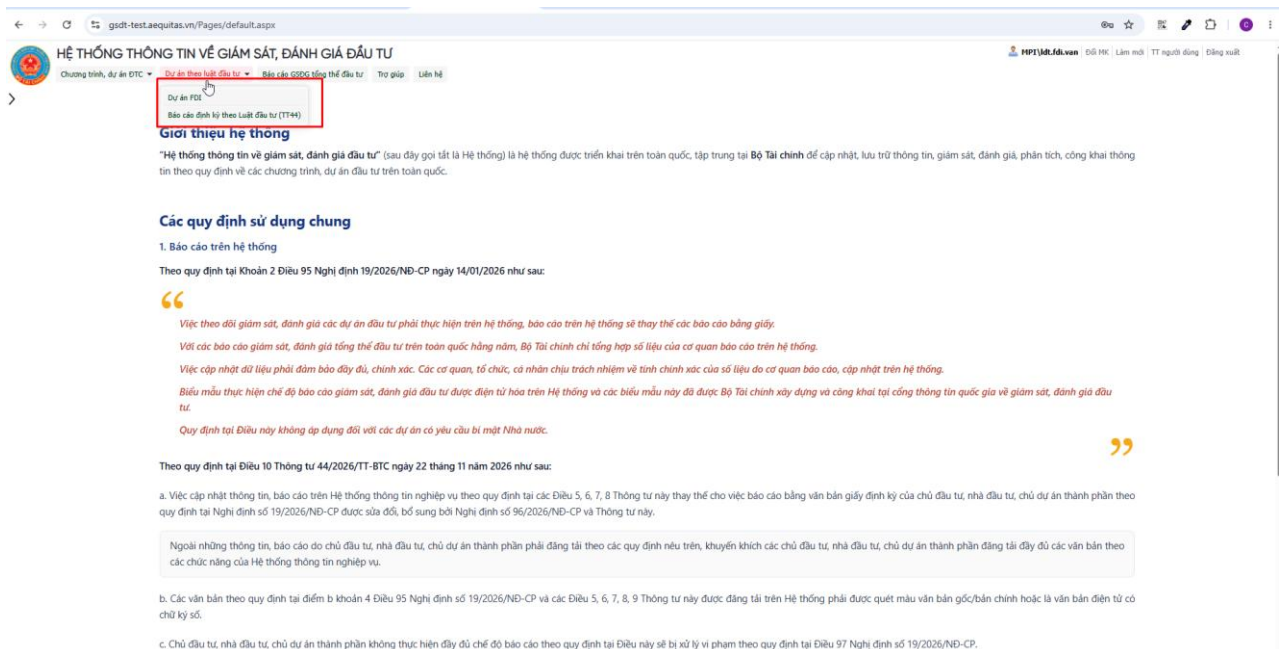 gsdt-test.aequitas.vn/Pages/default.aspx
HỆ THỐNG THÔNG TIN VỀ GIÁM SÁT, ĐÁNH GIÁ ĐẦU TƯ
MPI\ldt.fdi.van | Đổi MK | Làm mới | TT người dùng | Đăng xuất
Chương trình, dự án ĐTC Dự án theo luật đầu tư Báo cáo GSĐG tổng thể đầu tư Trợ giúp Liên hệ
Dự án FDI
Báo cáo định kỳ theo Luật đầu tư (TT44)
Giới thiệu hệ thống
"Hệ thống thông tin về giám sát, đánh giá đầu tư" (sau đây gọi tắt là Hệ thống) là hệ thống được triển khai trên toàn quốc, tập trung tại Bộ Tài chính để cập nhật, lưu trữ thông tin, giám sát, đánh giá, phân tích, công khai thông
tin theo quy định về các chương trình, dự án đầu tư trên toàn quốc.
Các quy định sử dụng chung
1. Báo cáo trên hệ thống
Theo quy định tại Khoản 2 Điều 95 Nghị định 19/2026/NĐ-CP ngày 14/01/2026 như sau:
“
Việc theo dõi giám sát, đánh giá các dự án đầu tư phải thực hiện trên hệ thống, báo cáo trên hệ thống sẽ thay thế các báo cáo bằng giấy.
Với các báo cáo giám sát, đánh giá tổng thể đầu tư trên toàn quốc hằng năm, Bộ Tài chính chỉ tổng hợp số liệu của cơ quan báo cáo trên hệ thống.
Việc cập nhật dữ liệu phải đảm bảo đầy đủ, chính xác. Các cơ quan, tổ chức, cá nhân chịu trách nhiệm về tính chính xác của số liệu do cơ quan báo cáo, cập nhật trên hệ thống.
Biểu mẫu thực hiện chế độ báo cáo giám sát, đánh giá đầu tư được điện tử hóa trên Hệ thống và các biểu mẫu này đã được Bộ Tài chính xây dựng và công khai tại cổng thông tin quốc gia về giám sát, đánh giá đầu
tư.
Quy định tại Điều này không áp dụng đối với các dự án có yêu cầu bí mật Nhà nước.
”
Theo quy định tại Điều 10 Thông tư 44/2026/TT-BTC ngày 22 tháng 11 năm 2026 như sau:
a. Việc cập nhật thông tin, báo cáo trên Hệ thống thông tin nghiệp vụ theo quy định tại các Điều 5, 6, 7, 8 Thông tư này thay thế cho việc báo cáo bằng văn bản giấy định kỳ của chủ đầu tư, nhà đầu tư, chủ dự án thành phần theo
quy định tại Nghị định số 19/2026/NĐ-CP được sửa đổi, bổ sung bởi Nghị định số 96/2026/NĐ-CP và Thông tư này.
Ngoài những thông tin, báo cáo do chủ đầu tư, nhà đầu tư, chủ dự án thành phần phải đăng tải theo các quy định nêu trên, khuyến khích các chủ đầu tư, nhà đầu tư, chủ dự án thành phần đăng tải đầy đủ các văn bản theo
các chức năng của Hệ thống thông tin nghiệp vụ.
b. Các văn bản theo quy định tại điểm b khoản 4 Điều 95 Nghị định số 19/2026/NĐ-CP và các Điều 5, 6, 7, 8, 9 Thông tư này được đăng tải trên Hệ thống phải được quét màu văn bản gốc/bản chính hoặc là văn bản điện tử có
chữ ký số.
c. Chủ đầu tư, nhà đầu tư, chủ dự án thành phần không thực hiện đầy đủ chế độ báo cáo theo quy định tại Điều này sẽ bị xử lý vi phạm theo quy định tại Điều 97 Nghị định số 19/2026/NĐ-CP.